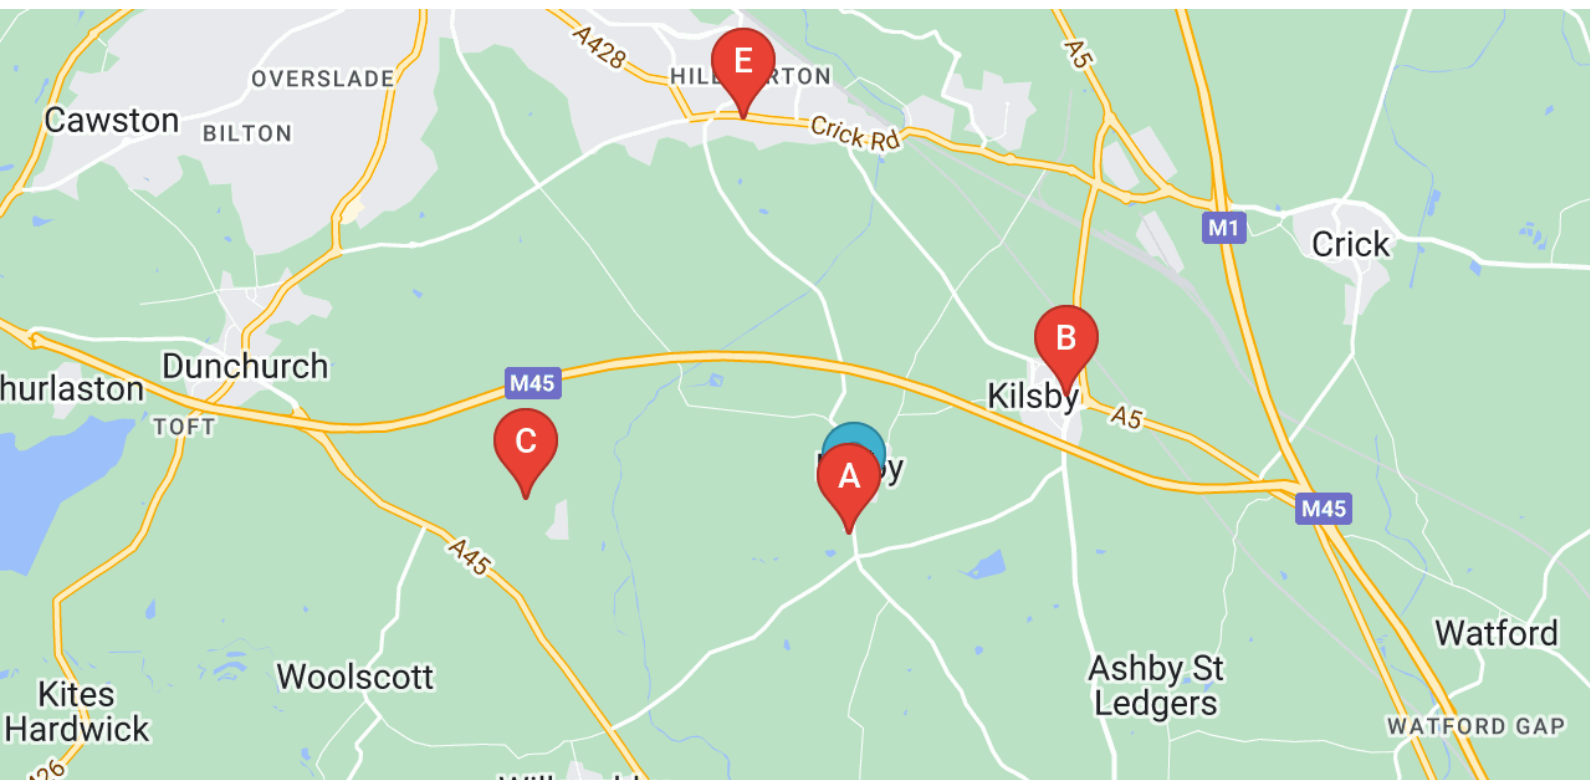 A428
A5
E
OVERSLADE
Cawston
BILTON
Crick Rd
M1
Crick
B
Dunchurch
M45
Kilsby
A5
TOFT
C
A
M45
A45
Woolscott
Watford
Ashby St
Ledgers
Kites
Hardwick
WATFORD GAP